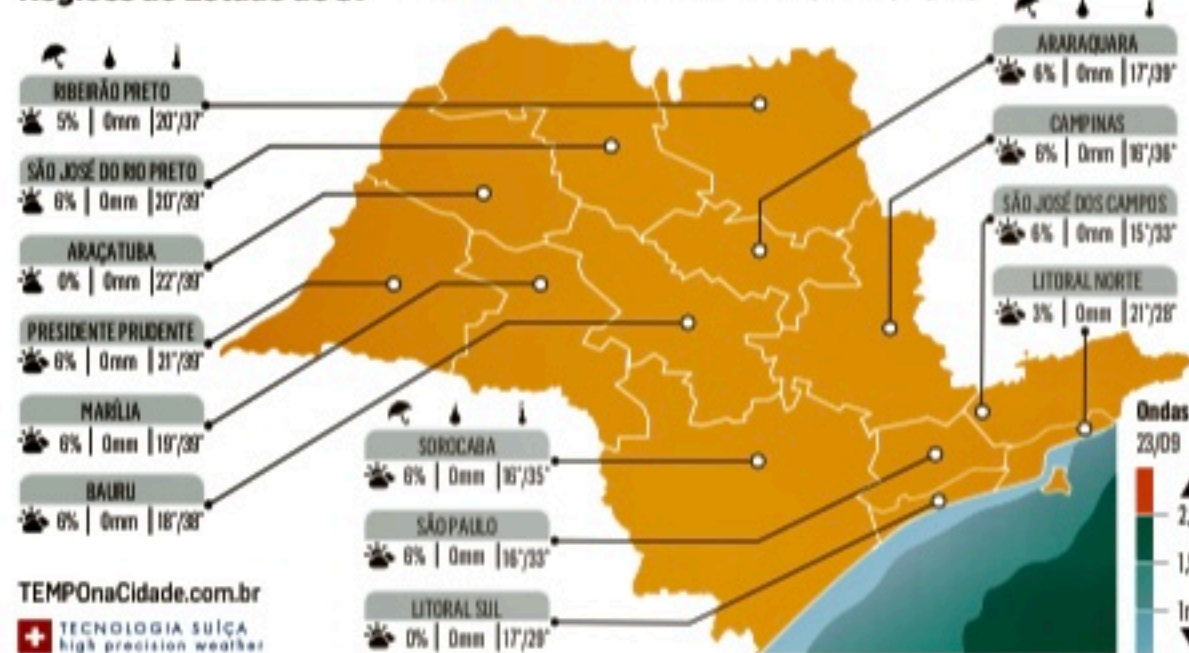 RIBEIRÃO PRETO
5% | 0mm | 20°/37°
SÃO JOSÉ DO RIO PRETO
6% | 0mm | 20°/39°
ARAÇATUBA
0% | 0mm | 22°/39°
PRESIDENTE PRUDENTE
6% | 0mm | 21°/39°
MARÍLIA
6% | 0mm | 19°/39°
BAURU
6% | 0mm | 18°/38°
SOROCABA
6% | 0mm | 16°/35°
SÃO PAULO
6% | 0mm | 16°/33°
LITORAL SUL
0% | 0mm | 17°/29°
ARARAQUARA
6% | 0mm | 17°/39°
CAMPINAS
6% | 0mm | 16°/36°
SÃO JOSÉ DOS CAMPOS
6% | 0mm | 15°/33°
LITORAL NORTE
3% | 0mm | 21°/28°
Ondas
23/09
TEMPOnaCidade.com.br
TECNOLOGIA SUÍÇA
high precision weather